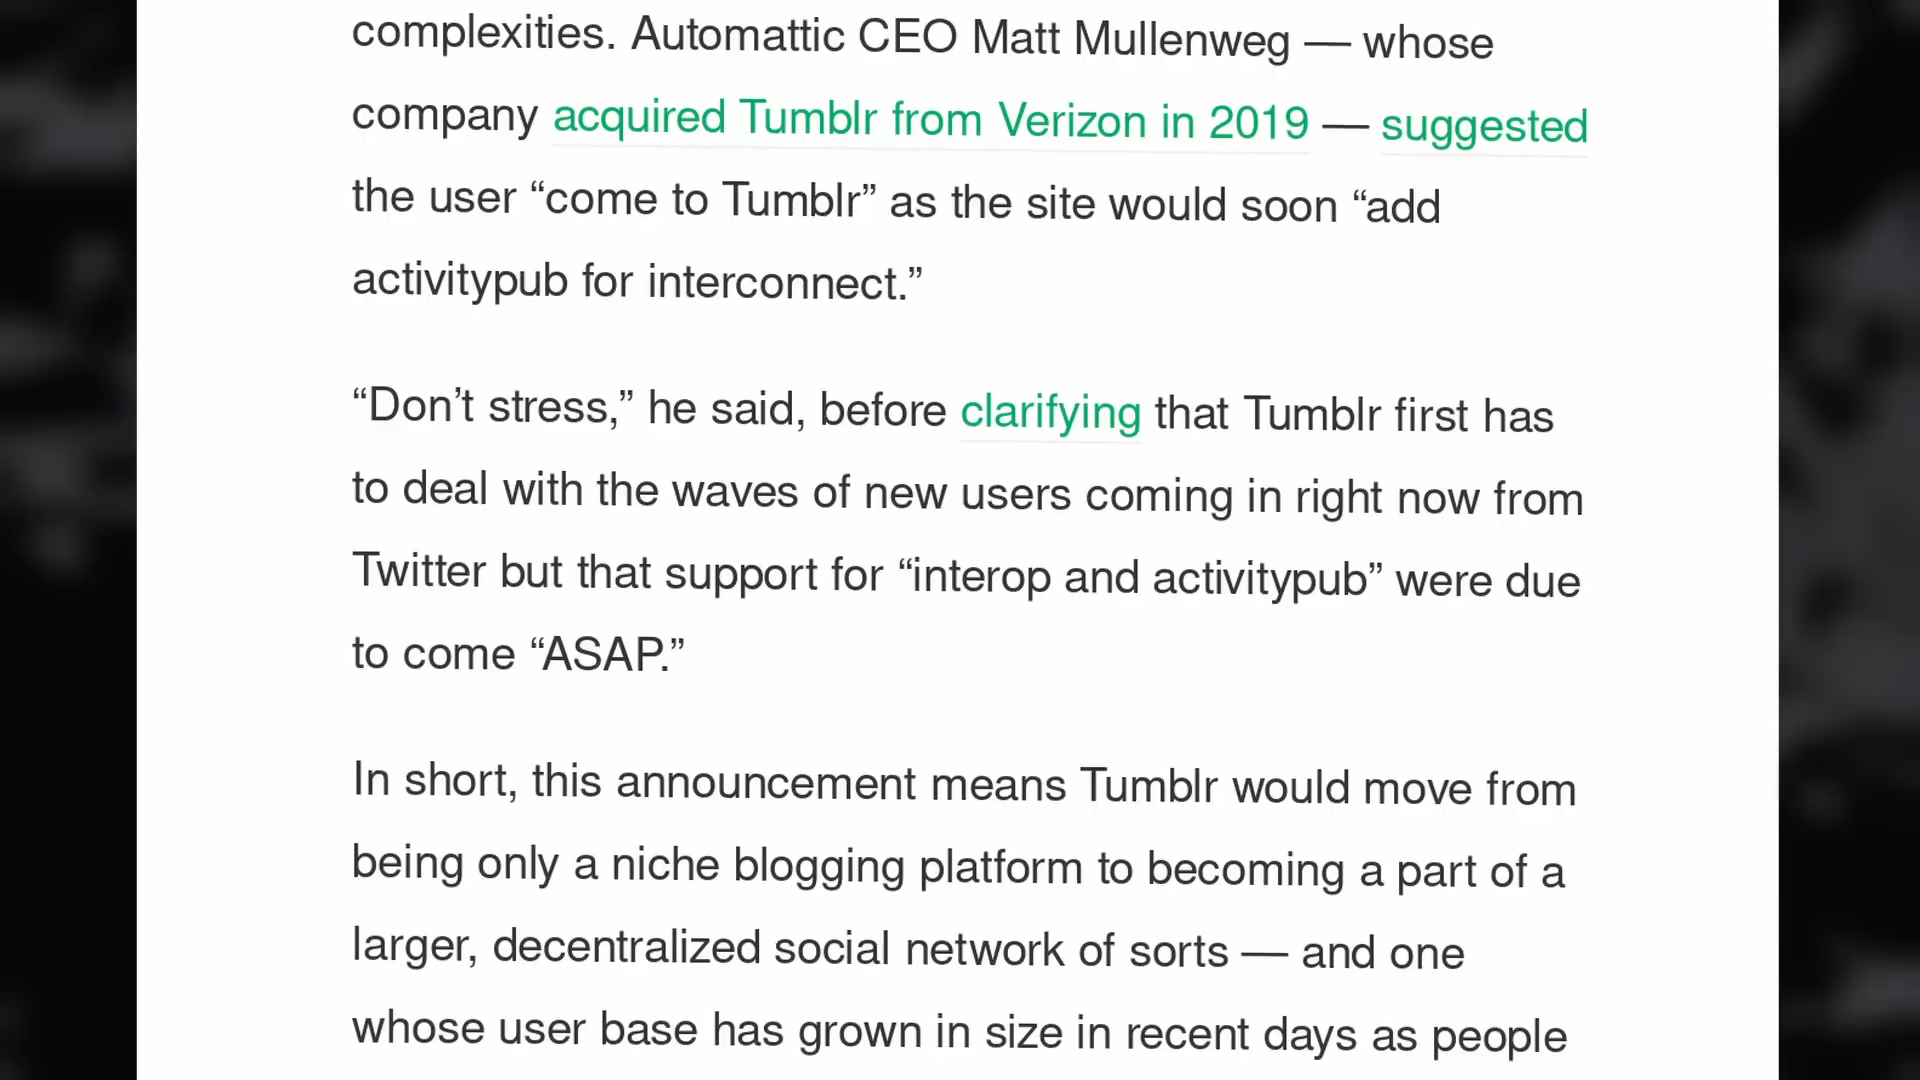 complexities. Automattic CEO Matt Mullenweg — whose
company acquired Tumblr from Verizon in 2019 — suggested
the user “come to Tumblr” as the site would soon “add
activitypub for interconnect.”
“Don’t stress,” he said, before clarifying that Tumblr first has
to deal with the waves of new users coming in right now from
Twitter but that support for “interop and activitypub” were due
to come “ASAP.”
In short, this announcement means Tumblr would move from
being only a niche blogging platform to becoming a part of a
larger, decentralized social network of sorts — and one
whose user base has grown in size in recent days as people